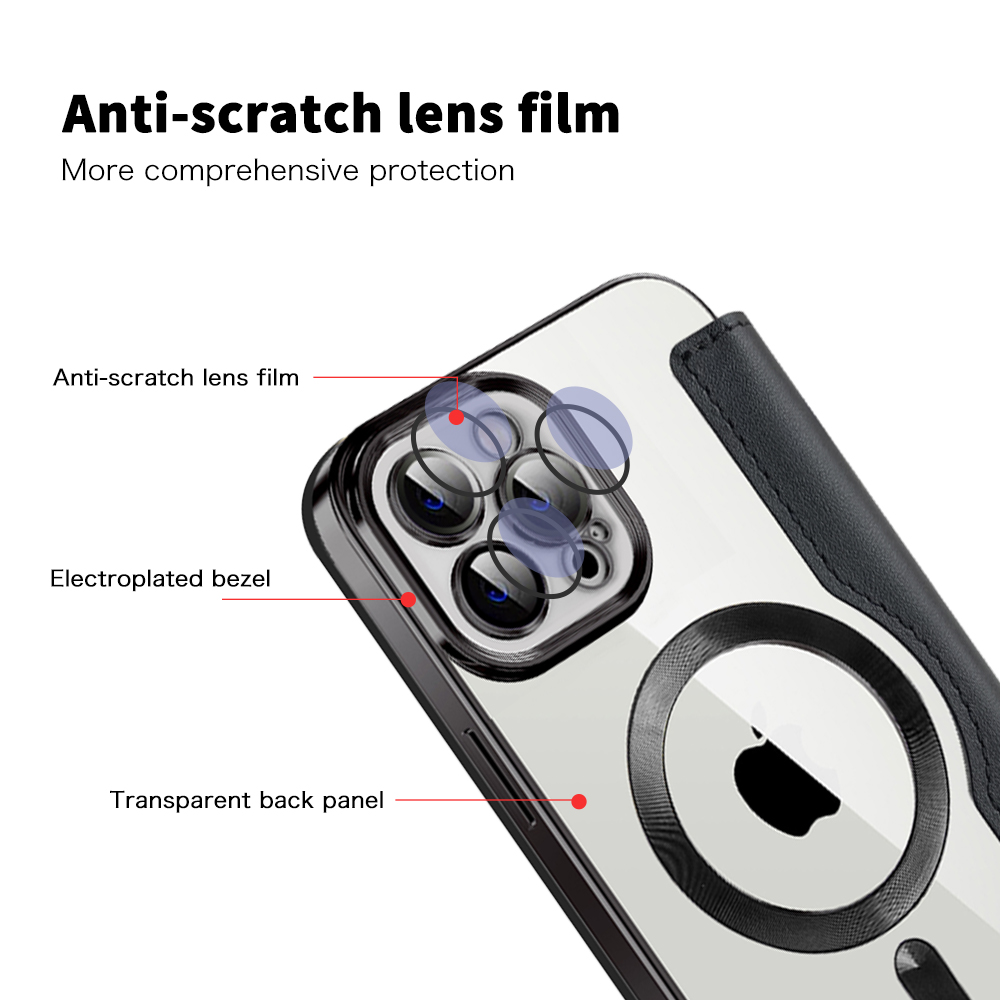 Anti-scratch lens film
More comprehensive protection
Anti-scratch lens film
Electroplated bezel
Transparent back panel